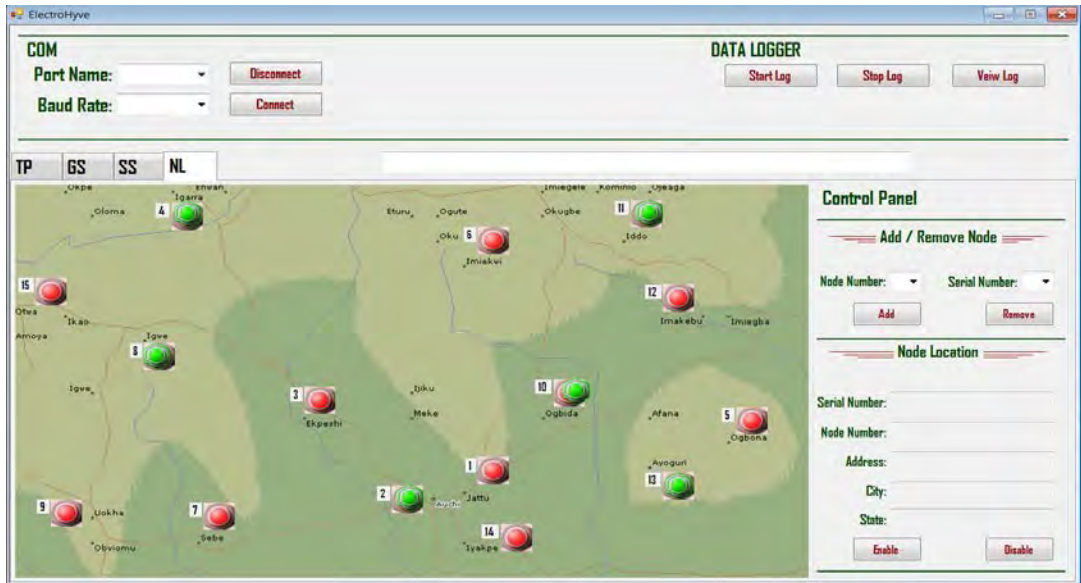 ElectroHyve
COM
DATA LOGGER
Port Name:
Disconnect
Start Log
Stop Log
Veiw Log
Baud Rate:
Connect
TP
GS
SS
NL
Okpe
Enwan
Imiegele
Kominio
Ojeaga
Igarra
Oloma
4
Eturu
Ogute
Okugbe
11
Oku
6
Iddo
Imiakvi
15
12
Otwa
Ikao
Imakebu
Imiegba
Amoya
Igve
8
Igve
3
Ijiku
10
Ekpeshi
Meke
Ogbida
Afana
5
Ogbona
1
Ayoguri
13
2
Jattu
Auchi
9
Uokha
7
Sebe
14
Iyakpe
Obviomu
Control Panel
Add / Remove Node
Node Number:
Serial Number:
Add
Remove
Node Location
Serial Number:
Node Number:
Address:
City:
State:
Enable
Disable